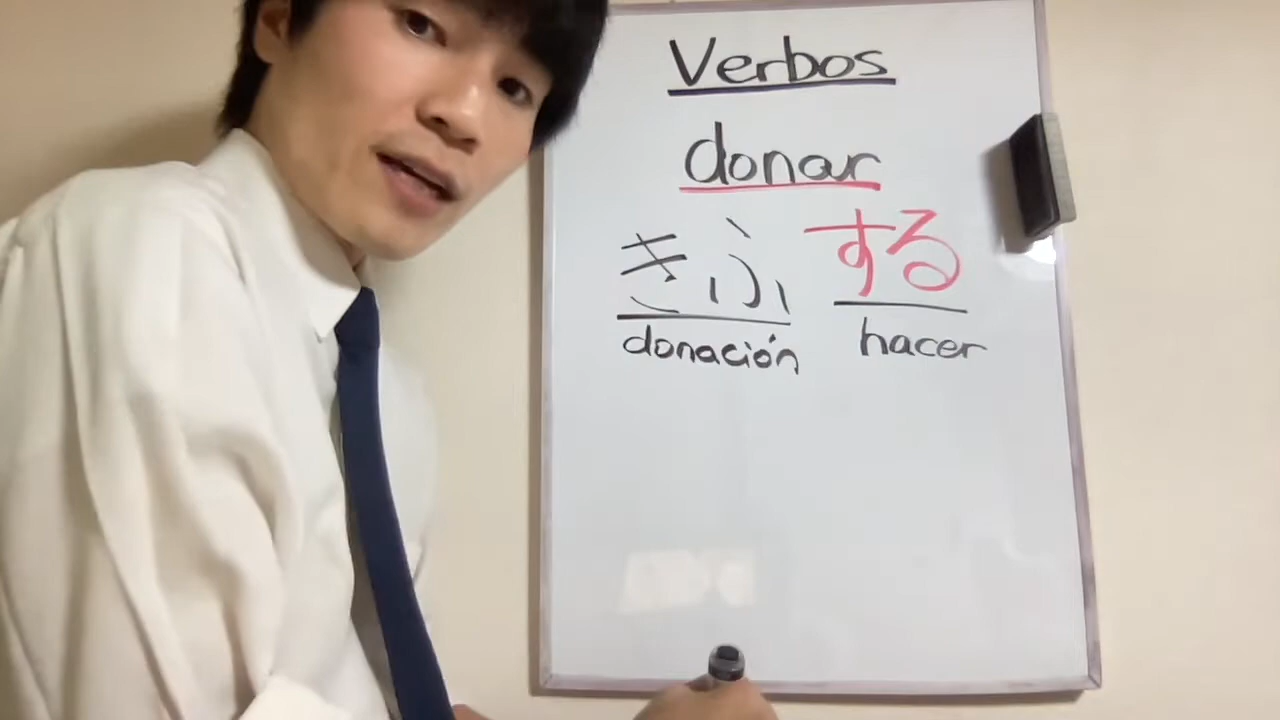 Verbos
donar
きふ する
donación hacer